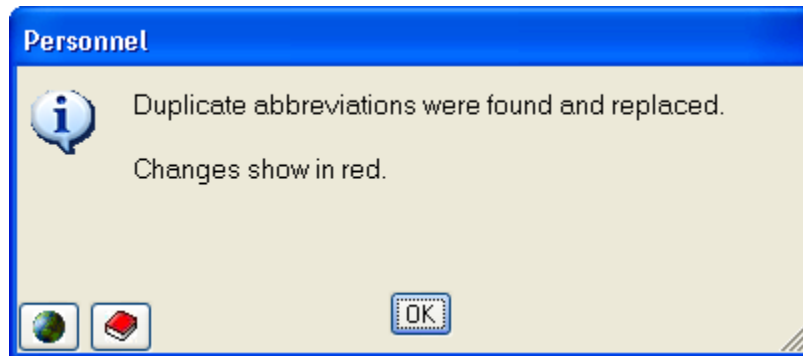 Personnel
Duplicate abbreviations were found and replaced.
Changes show in red.
OK